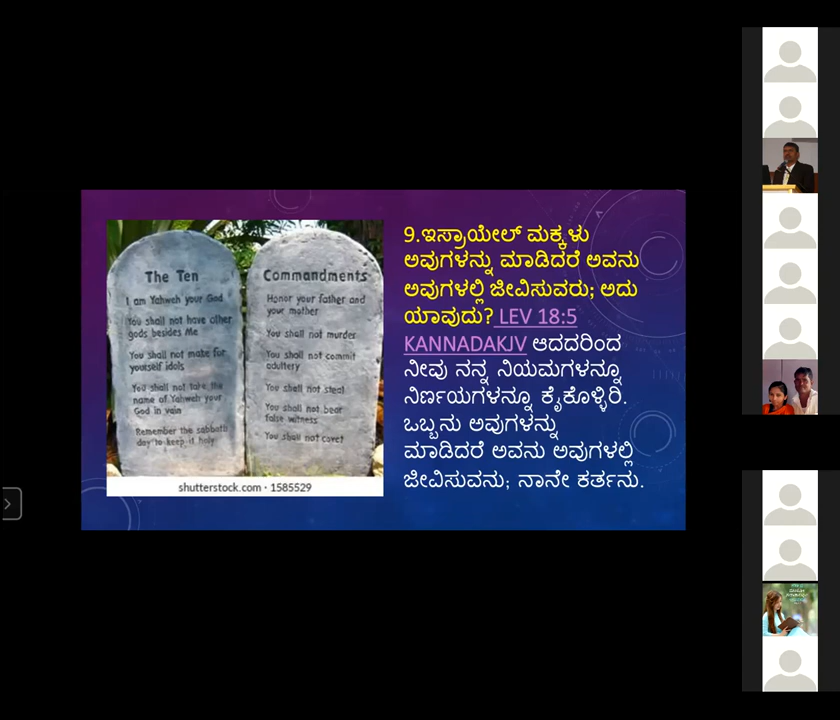 The Ten
I am Yahweh your God
You shall not have other
gods besides Me
You shall not make for
yourself idols
You shall not take the
name of Yahweh your
God in vain
Remember the sabbath
day to keep it holy
Commandments
Honor your father and
your mother
You shall not murder
You shall not commit
adultery
You shall not steal
You shall not bear
false witness
You shall not covet
shutterstock.com · 1585529
9.ಇಸ್ರಾಯೇಲ್ ಮಕ್ಕಳು
ಅವುಗಳನ್ನು ಮಾಡಿದರೆ ಅವನು
ಅವುಗಳಲ್ಲಿ ಜೀವಿಸುವರು; ಅದು
ಯಾವುದು? LEV 18:5
KANNADAKJV ಆದದರಿಂದ
ನೀವು ನನ್ನ ನಿಯಮಗಳನ್ನೂ
ನಿರ್ಣಯಗಳನ್ನೂ ಕೈಕೊಳ್ಳಿರಿ.
ಒಬ್ಬನು ಅವುಗಳನ್ನು
ಮಾಡಿದರೆ ಅವನು ಅವುಗಳಲ್ಲಿ
ಜೀವಿಸುವನು; ನಾನೇ ಕರ್ತನು.